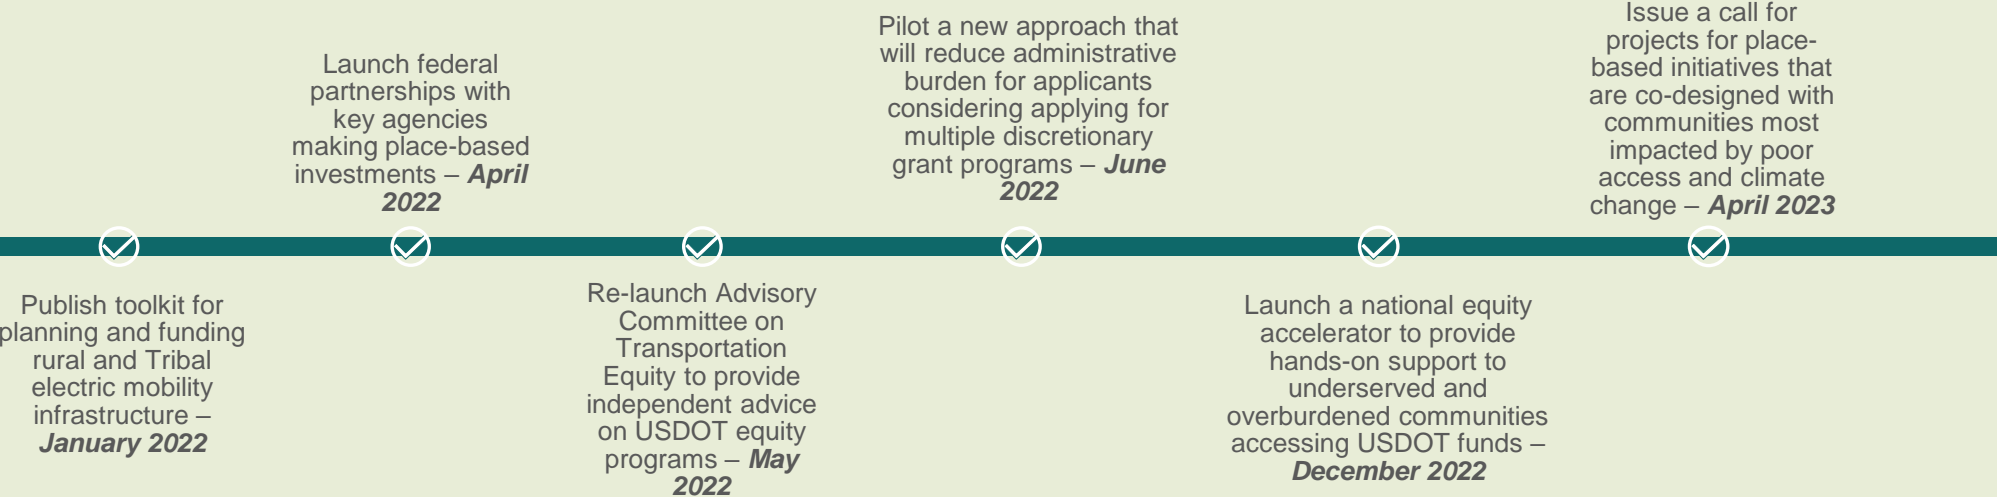 Publish toolkit for
planning and funding
rural and Tribal
electric mobility
infrastructure –
January 2022
Launch federal
partnerships with
key agencies
making place-based
investments – April
2022
Re-launch Advisory
Committee on
Transportation
Equity to provide
independent advice
on USDOT equity
programs – May
2022
Pilot a new approach that
will reduce administrative
burden for applicants
considering applying for
multiple discretionary
grant programs – June
2022
Launch a national equity
accelerator to provide
hands-on support to
underserved and
overburdened communities
accessing USDOT funds –
December 2022
Issue a call for
projects for place-
based initiatives that
are co-designed with
communities most
impacted by poor
access and climate
change – April 2023